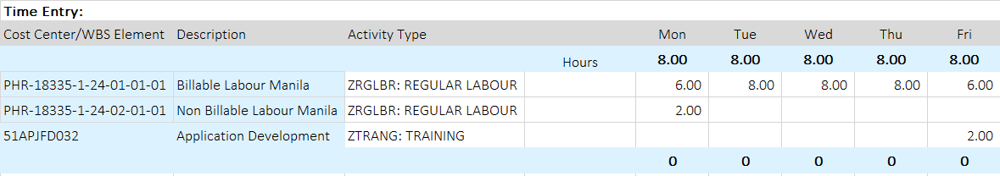 Time Entry:
Cost Center/WBS Element Description Activity Type Mon Tue Wed Thu Fri
Hours 8.00 8.00 8.00 8.00 8.00
PHR-18335-1-24-01-01-01 Billable Labour Manila ZRGLBR: REGULAR LABOUR 6.00 8.00 8.00 8.00 6.00
PHR-18335-1-24-02-01-01 Non Billable Labour Manila ZRGLBR: REGULAR LABOUR 2.00
51APJFD032 Application Development ZTRANG: TRAINING 2.00
0 0 0 0 0